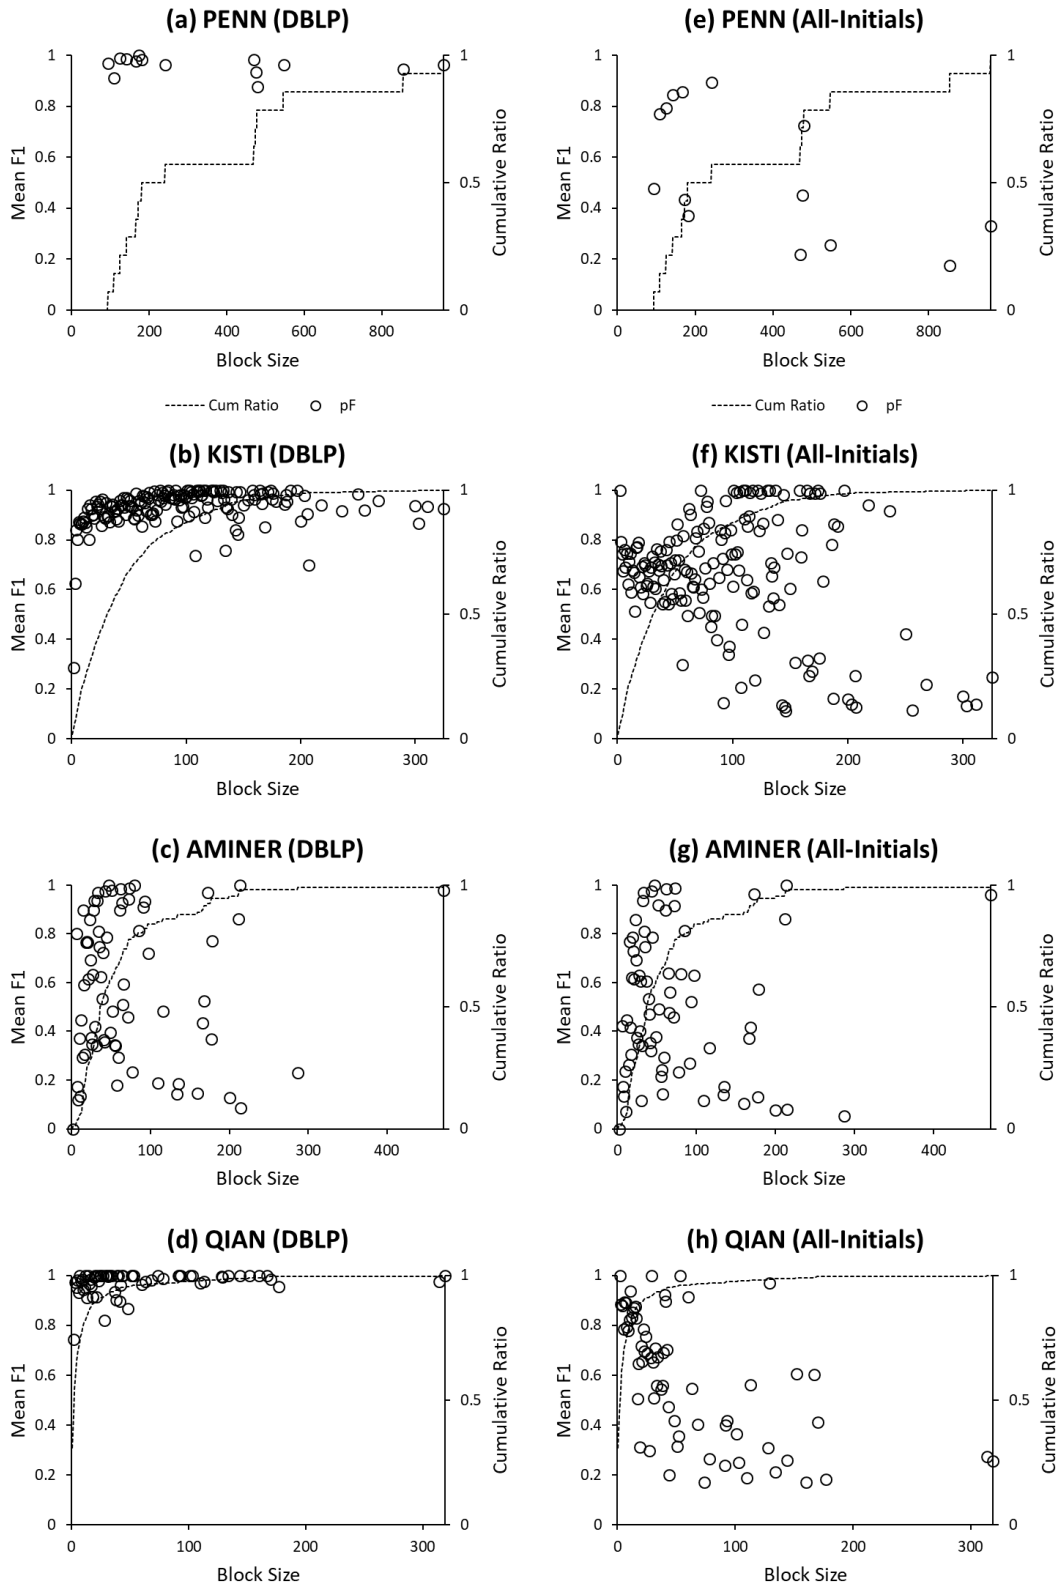 (a) PENN (DBLP)
1
0.8
0.6
0.4
0.2
0
1
0.5
0
Mean F1
Cumulative Ratio
0 200 400 600 800
Block Size
Cum Ratio pF
(e) PENN (All-Initials)
1
0.8
0.6
0.4
0.2
0
1
0.5
0
Mean F1
Cumulative Ratio
0 200 400 600 800
Block Size
Cum Ratio pF
(b) KISTI (DBLP)
1
0.8
0.6
0.4
0.2
0
1
0.5
0
Mean F1
Cumulative Ratio
0 100 200 300
Block Size
(f) KISTI (All-Initials)
1
0.8
0.6
0.4
0.2
0
1
0.5
0
Mean F1
Cumulative Ratio
0 100 200 300
Block Size
(c) AMINER (DBLP)
1
0.8
0.6
0.4
0.2
0
1
0.5
0
Mean F1
Cumulative Ratio
0 100 200 300 400
Block Size
(g) AMINER (All-Initials)
1
0.8
0.6
0.4
0.2
0
1
0.5
0
Mean F1
Cumulative Ratio
0 100 200 300 400
Block Size
(d) QIAN (DBLP)
1
0.8
0.6
0.4
0.2
0
1
0.5
0
Mean F1
Cumulative Ratio
0 100 200 300
Block Size
(h) QIAN (All-Initials)
1
0.8
0.6
0.4
0.2
0
1
0.5
0
Mean F1
Cumulative Ratio
0 100 200 300
Block Size